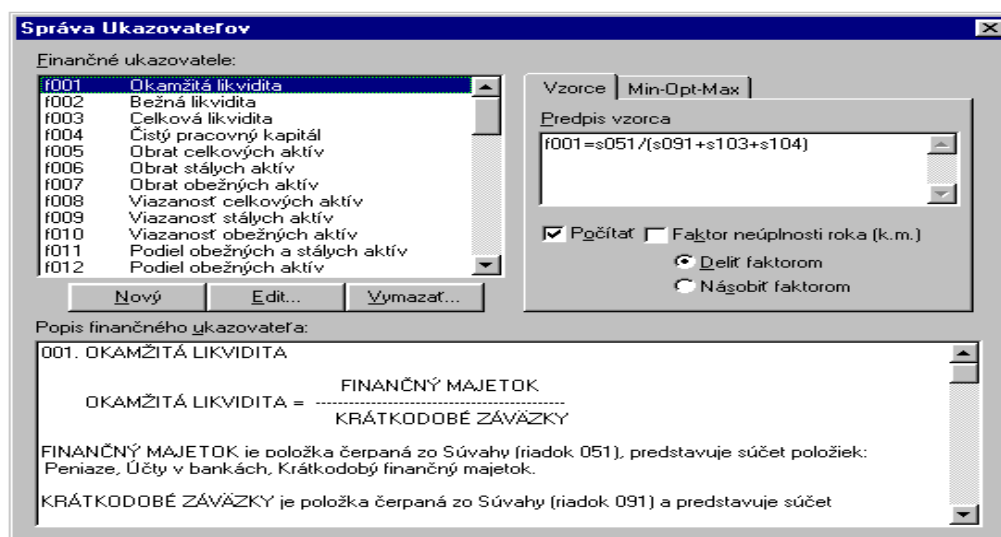 Správa Ukazovateľov
Finančné ukazovatele:
f001 Okamžitá likvidita
f002 Bežná likvidita
f003 Celková likvidita
f004 Čistý pracovný kapitál
f005 Obrat celkových aktív
f006 Obrat stálych aktív
f007 Obrat obežných aktív
f008 Viazanosť celkových aktív
f009 Viazanosť stálych aktív
f010 Viazanosť obežných aktív
f011 Podiel obežných a stálych aktív
f012 Podiel obežných aktív
Nový Edit... Vymazať...
Vzorce Min-Opt-Max
Predpis vzorca
f001=s051/(s091+s103+s104)
Počítať Faktor neúplnosti roka (k.m.)
Deliť faktorom
Násobiť faktorom
Popis finančného ukazovateľa:
001. OKAMŽITÁ LIKVIDITA
FINANČNÝ MAJETOK
OKAMŽITÁ LIKVIDITA = ------------------------------------------
KRÁTKODOBÉ ZÁVÄZKY
FINANČNÝ MAJETOK je položka čerpaná zo Súvahy (riadok 051), predstavuje súčet položiek:
Peniaze, Účty v bankách, Krátkodobý finančný majetok.
KRÁTKODOBÉ ZÁVÄZKY je položka čerpaná zo Súvahy (riadok 091) a predstavuje súčet